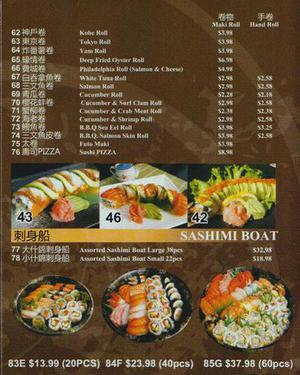 卷物 手卷
Maki Roll Hand Roll
62 神戶卷 Kobe Roll $3.98
63 東京卷 Tokyo Roll $3.98
64 炸番薯卷 Yam Roll $3.98
65 蠔情卷 Deep Fried Oyster Roll $6.98
66 費城卷 Philadelphia Roll (Salmon & Cheese) $4.98
67 白吞拿魚卷 White Tuna Roll $2.98 $2.58
68 三文魚卷 Salmon Roll $2.98 $2.58
69 青瓜卷 Cucumber Roll $2.28 $2.18
70 Cucumber & Surf Clam Roll $2.98 $2.58
71 蟹柳卷 Cucumber & Crab Meat Roll $2.98 $2.58
72 海老卷 Cucumber & Shrimp Roll $2.98 $2.58
73 鰻魚卷 B.B.Q Sea Eel Roll $3.98 $3.25
74 三文魚皮卷 B.B.Q. Salmon Skin Roll $3.98 $2.58
75 太卷 Futo Maki $3.98
76 壽司PIZZA Sushi PIZZA $8.98
43 46 42
刺身船 SASHIMI BOAT
77 大什錦刺身船 Assorted Sashimi Boat Large 38pcs $32.98
78 小什錦刺身船 Assorted Sashimi Boat Small 22pcs $18.98
83E $13.99 (20PCS) 84F $23.98 (40pcs) 85G $37.98 (60pcs)